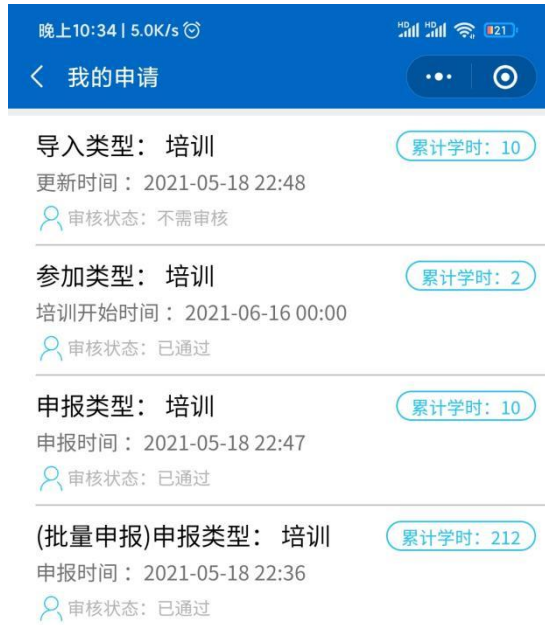 晚上10:34 | 5.0K/s
HD HD 21
我的申请
导入类型： 培训
累计学时：10
更新时间 ：2021-05-18 22:48
审核状态：不需审核
参加类型： 培训
累计学时：2
培训开始时间 ：2021-06-16 00:00
审核状态：已通过
申报类型： 培训
累计学时：10
申报时间 ：2021-05-18 22:47
审核状态：已通过
(批量申报)申报类型： 培训
累计学时：212
申报时间 ：2021-05-18 22:36
审核状态：已通过